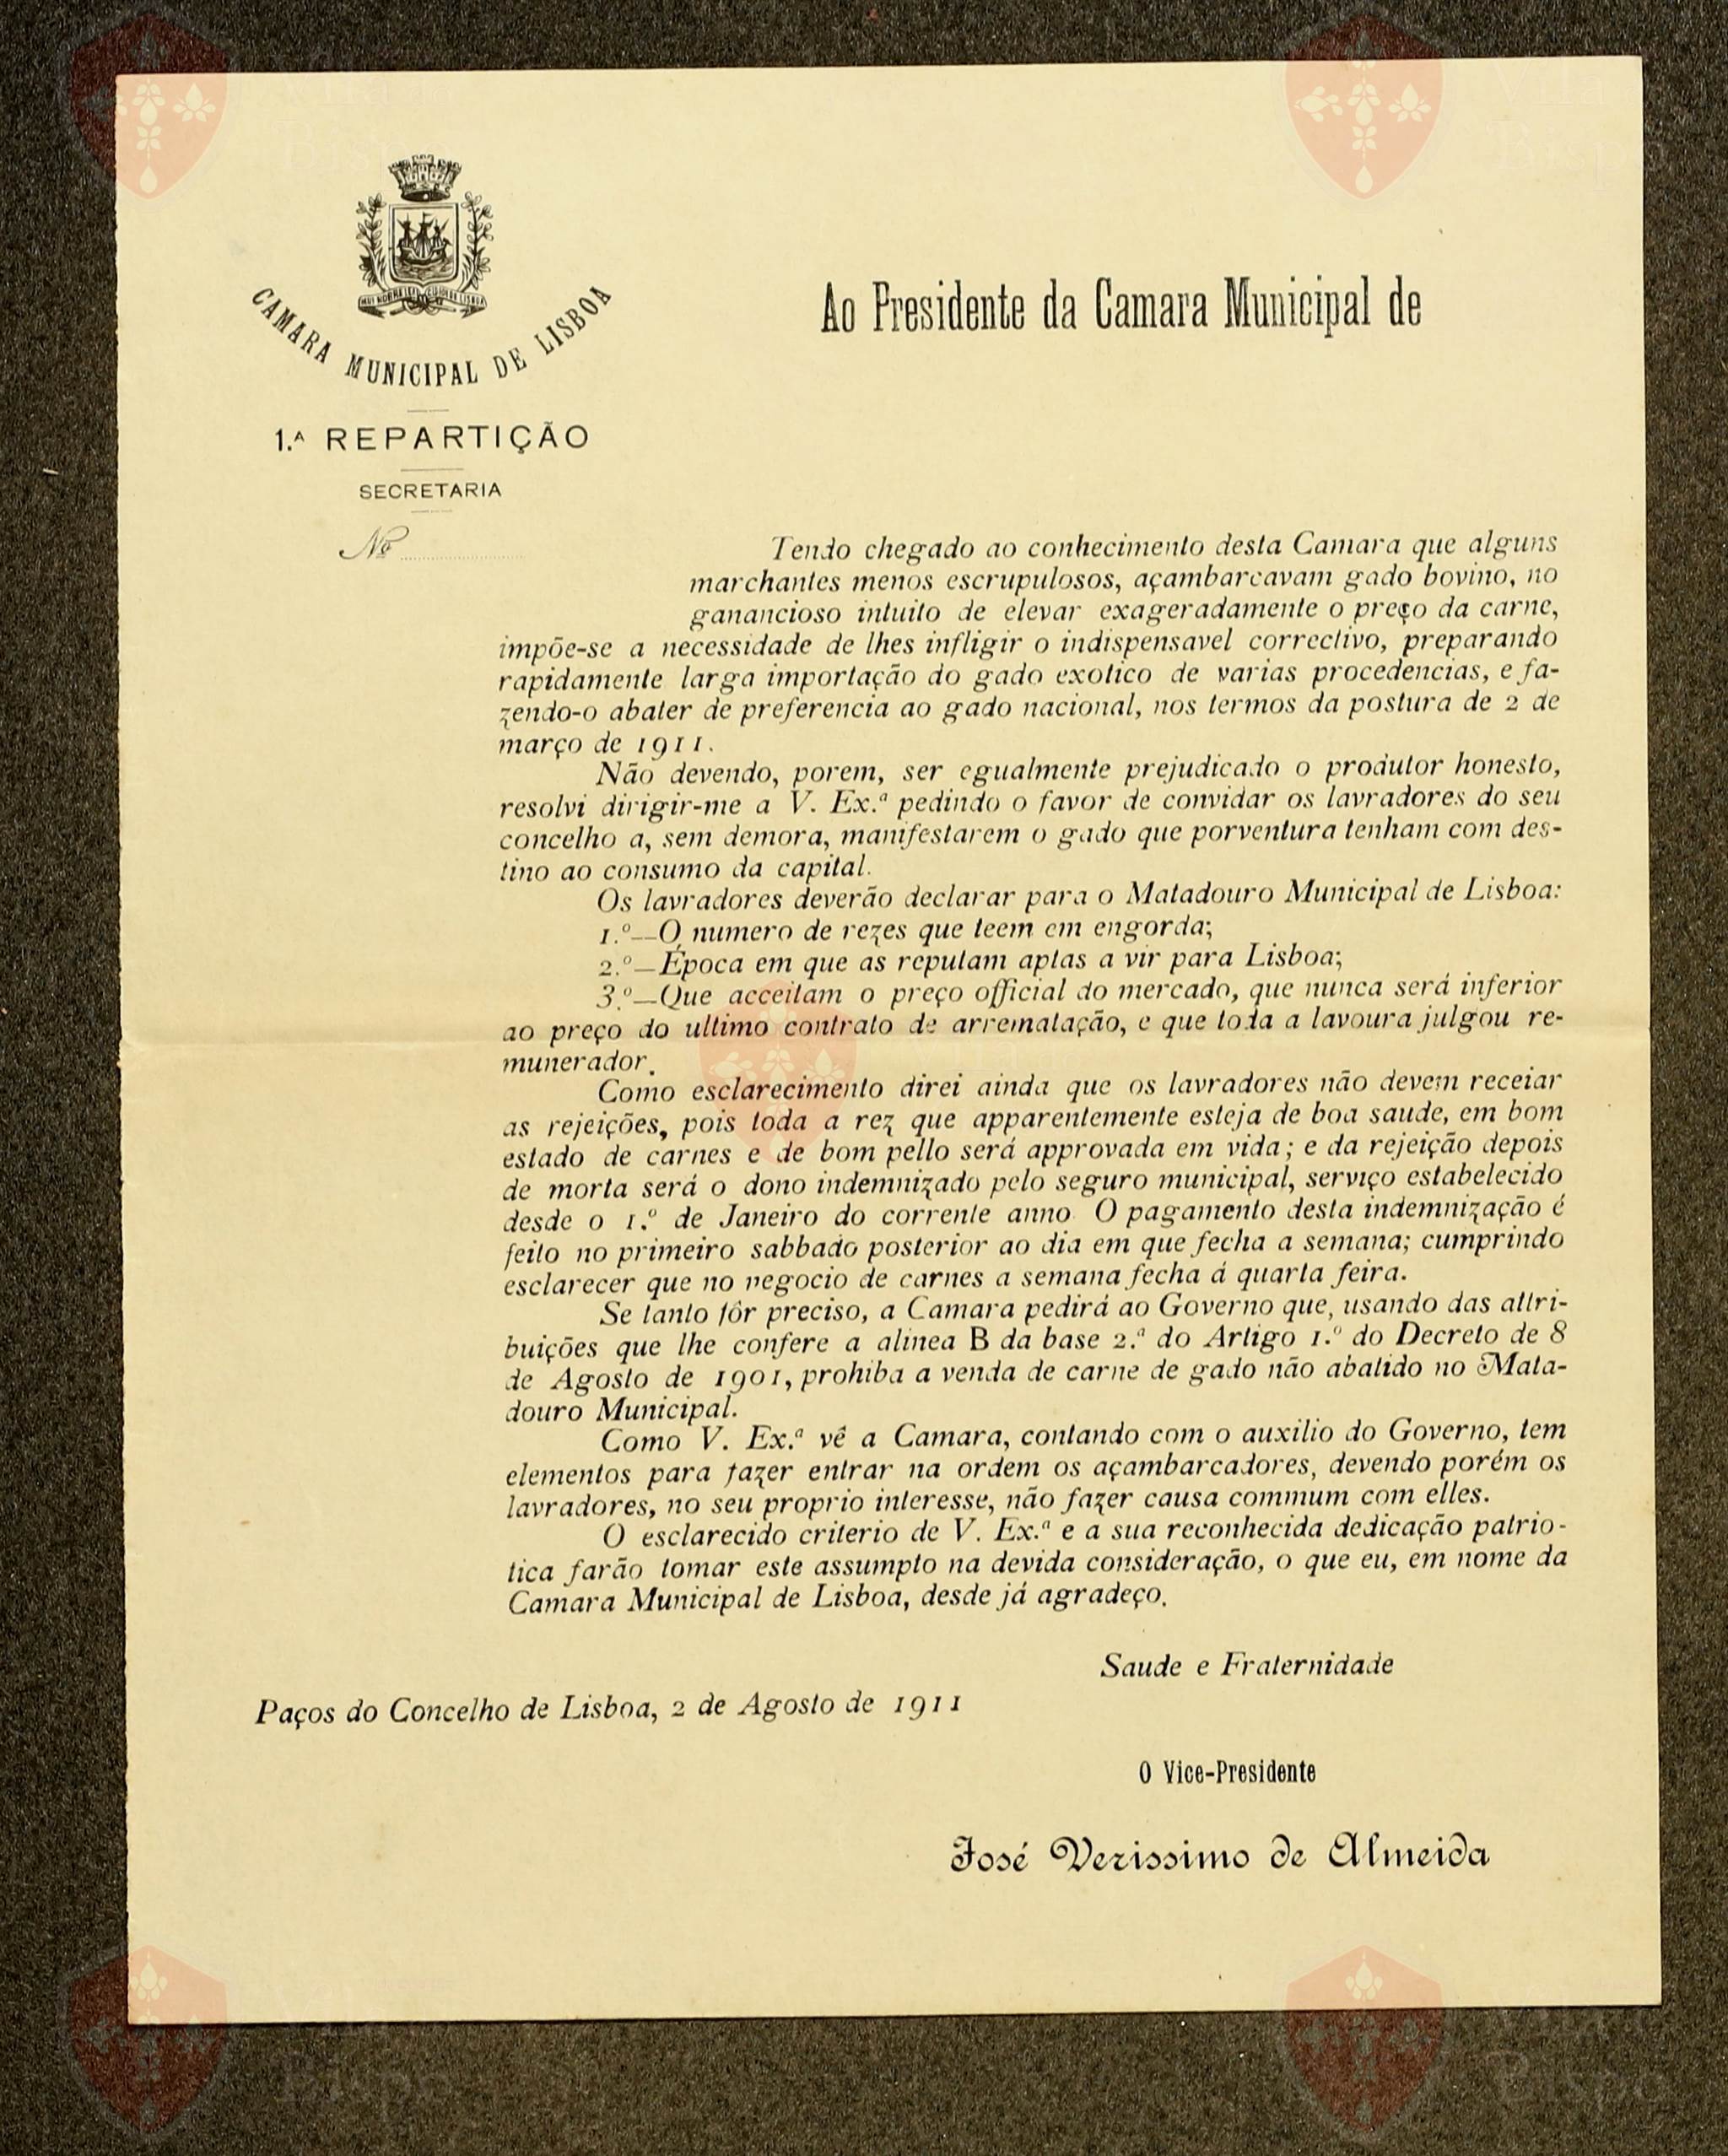 CAMARA MUNICIPAL DE LISBOA
1.ª REPARTIÇÃO
SECRETARIA
Nº
Ao Presidente da Camara Municipal de
Tendo chegado ao conhecimento desta Camara que alguns
marchantes menos escrupulosos, açambarcavam gado bovino, no
ganancioso intuito de elevar exageradamente o preço da carne,
impõe-se a necessidade de lhes infligir o indispensavel correctivo, preparando
rapidamente larga importação do gado exotico de varias procedencias, e fa-
zendo-o abater de preferencia ao gado nacional, nos termos da postura de 2 de
março de 1911.
Não devendo, porem, ser egualmente prejudicado o produtor honesto,
resolvi dirigir-me a V. Ex.ª pedindo o favor de convidar os lavradores do seu
concelho a, sem demora, manifestarem o gado que porventura tenham com des-
tino ao consumo da capital.
Os lavradores deverão declarar para o Matadouro Municipal de Lisboa:
1.º—O numero de rezes que teem em engorda;
2.º—Época em que as reputam aptas a vir para Lisboa;
3.º—Que acceitam o preço official do mercado, que nunca será inferior
ao preço do ultimo contrato de arrematação, e que toda a lavoura julgou re-
munerador.
Como esclarecimento direi ainda que os lavradores não devem receiar
as rejeições, pois toda a rez que apparentemente esteja de boa saude, em bom
estado de carnes e de bom pello será approvada em vida; e da rejeição depois
de morta será o dono indemnizado pelo seguro municipal, serviço estabelecido
desde o 1.º de Janeiro do corrente anno O pagamento desta indemnização é
feito no primeiro sabbado posterior ao dia em que fecha a semana; cumprindo
esclarecer que no negocio de carnes a semana fecha á quarta feira.
Se tanto fôr preciso, a Camara pedirá ao Governo que, usando das attri-
buições que lhe confere a alinea B da base 2.ª do Artigo 1.º do Decreto de 8
de Agosto de 1901, prohiba a venda de carne de gado não abatido no Mata-
douro Municipal.
Como V. Ex.ª vê a Camara, contando com o auxilio do Governo, tem
elementos para fazer entrar na ordem os açambarcadores, devendo porém os
lavradores, no seu proprio interesse, não fazer causa commum com elles.
O esclarecido criterio de V. Ex.ª e a sua reconhecida dedicação patrio-
tica farão tomar este assumpto na devida consideração, o que eu, em nome da
Camara Municipal de Lisboa, desde já agradeço.
Saude e Fraternidade
Paços do Concelho de Lisboa, 2 de Agosto de 1911
O Vice-Presidente
José Verissimo de Almeida